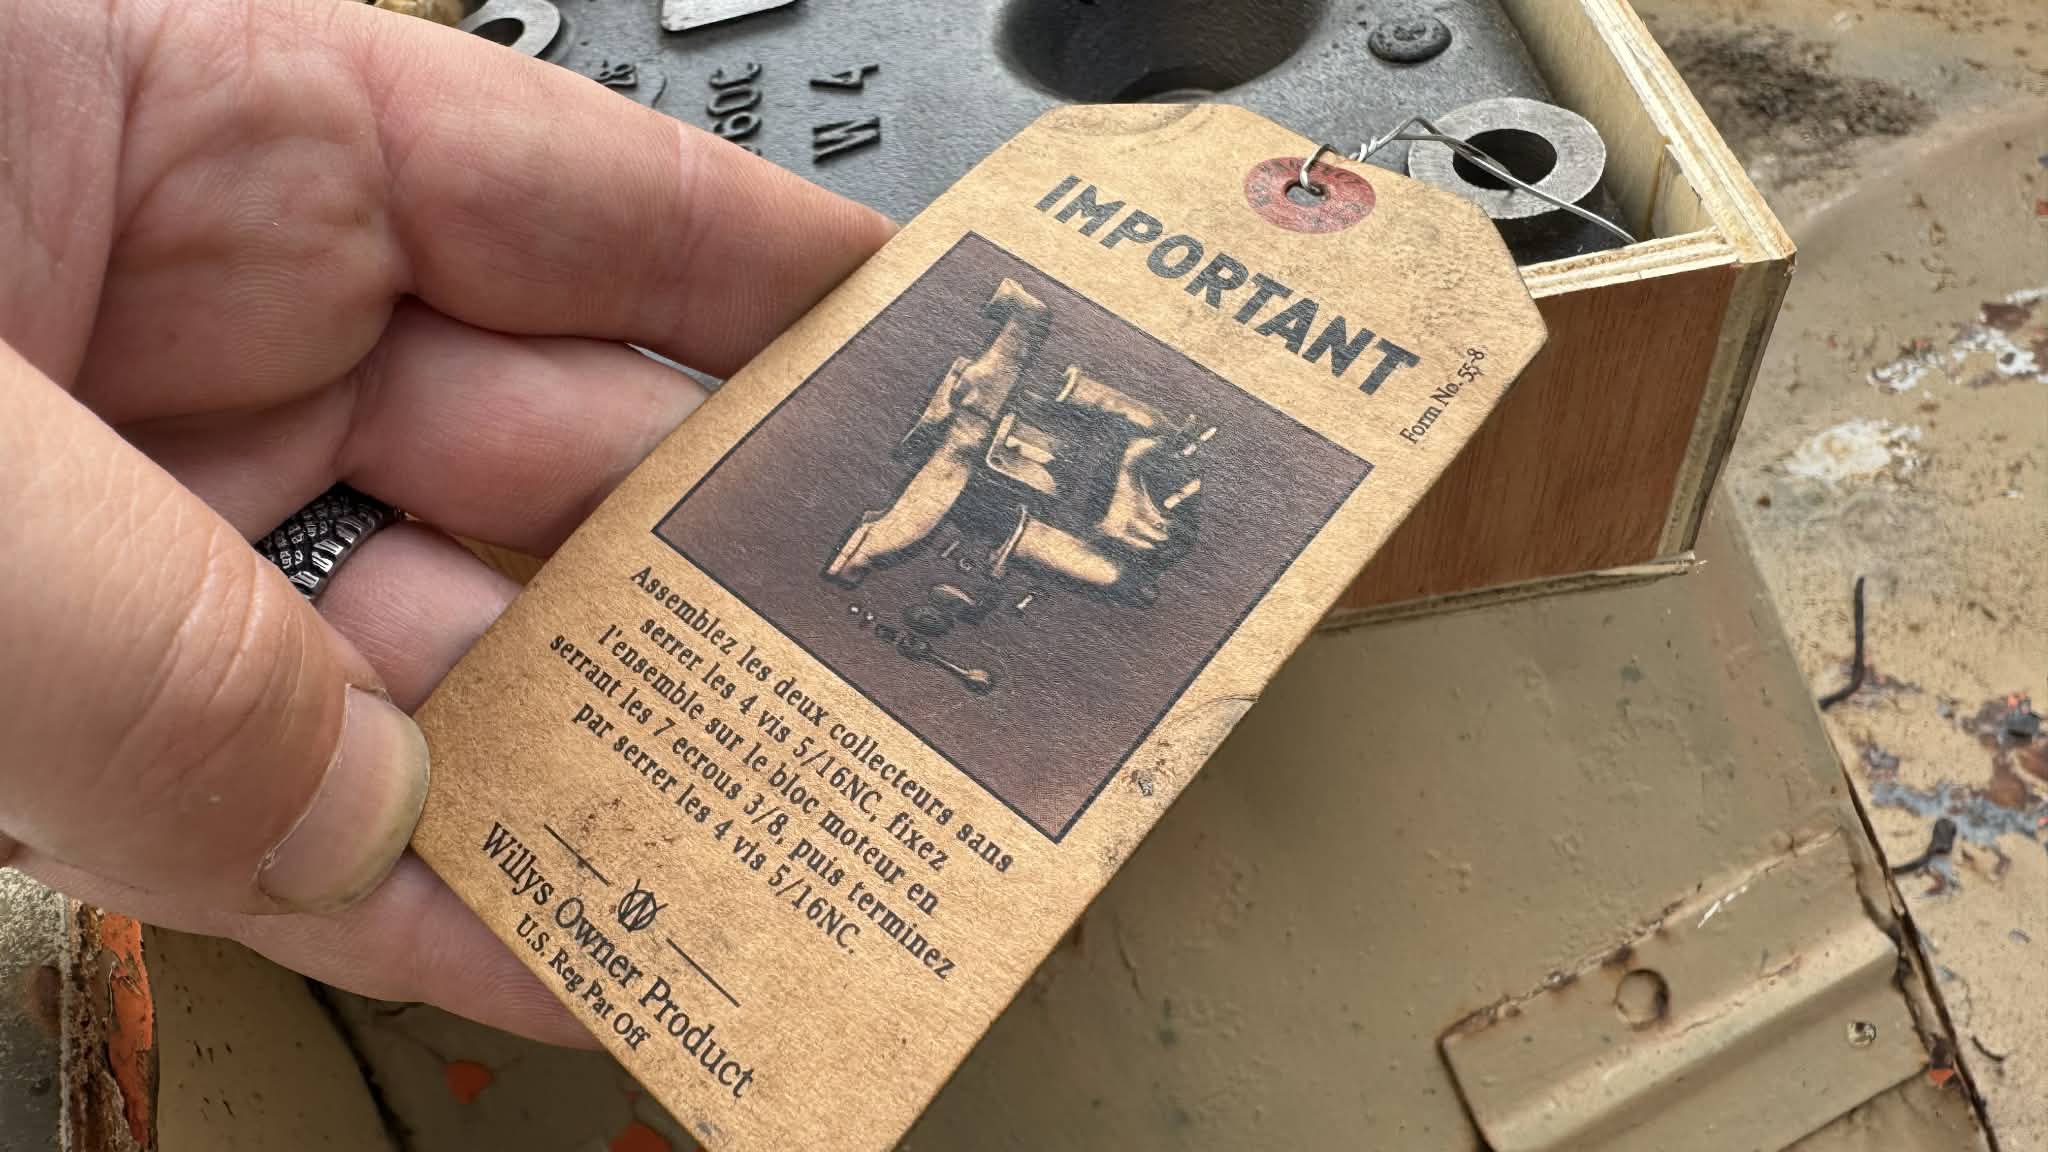 4 W
IMPORTANT
Form No. 55-8
Assemblez les deux collecteurs sans
serrer les 4 vis 5/16NC, fixez
l'ensemble sur le bloc moteur en
serrant les 7 ecrous 3/8, puis terminez
par serrer les 4 vis 5/16NC.
W
Willys Owner Product
U.S. Reg Pat Off